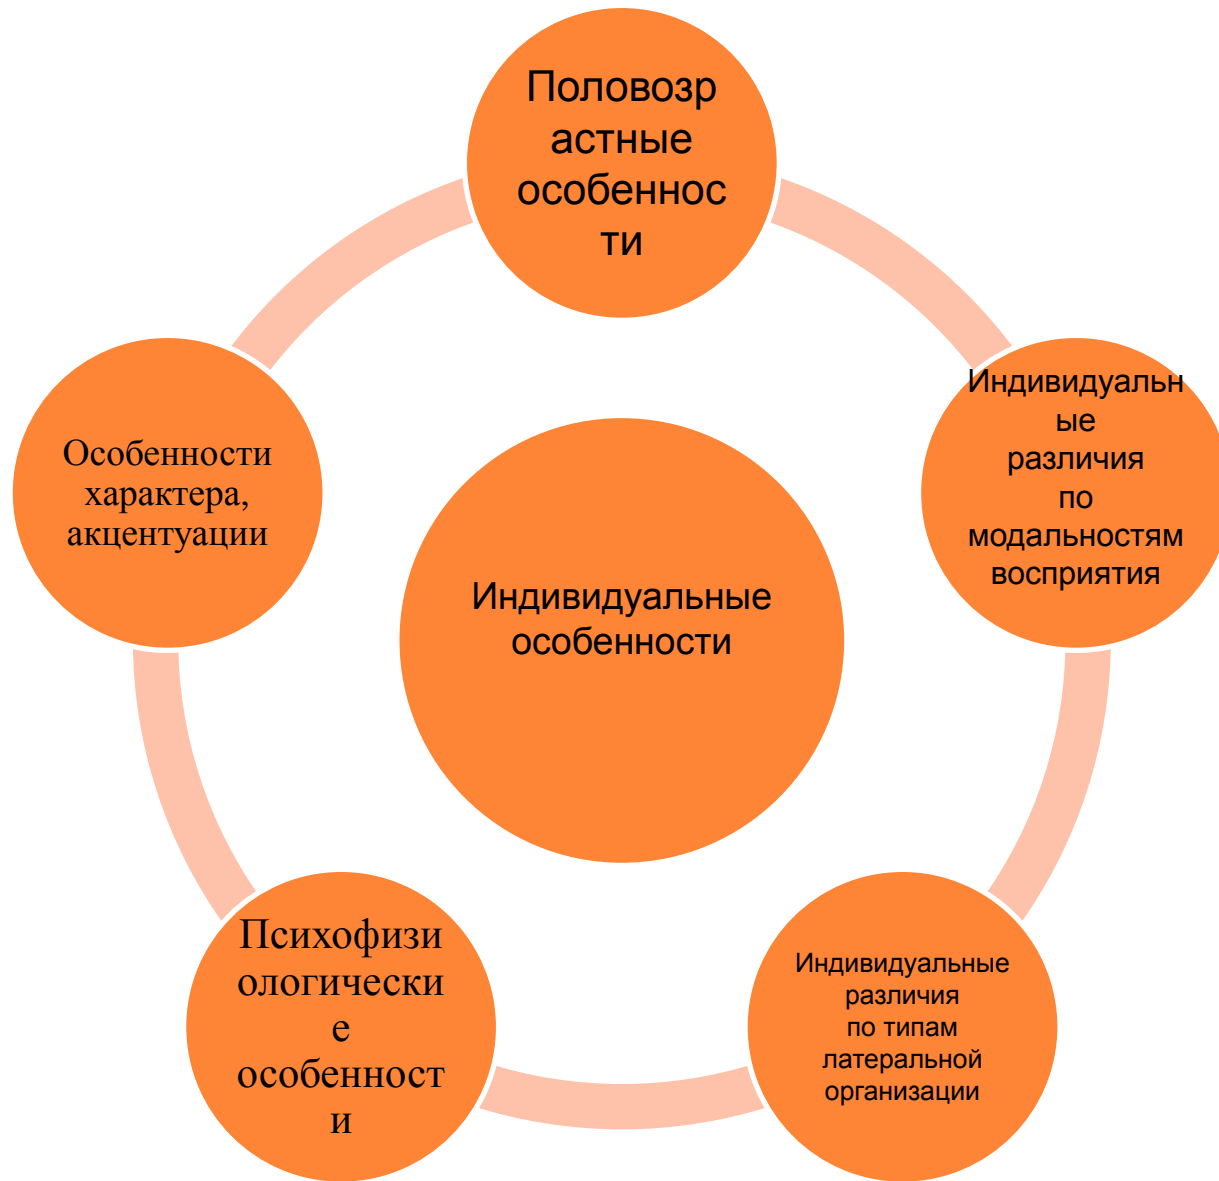 Половозр
астные
особеннос
ти
Индивидуальн
ые
различия
по
модальностям
восприятия
Особенности
характера,
акцентуации
Индивидуальные
особенности
Психофизи
ологически
е
особенност
и
Индивидуальные
различия
по типам
латеральной
организации